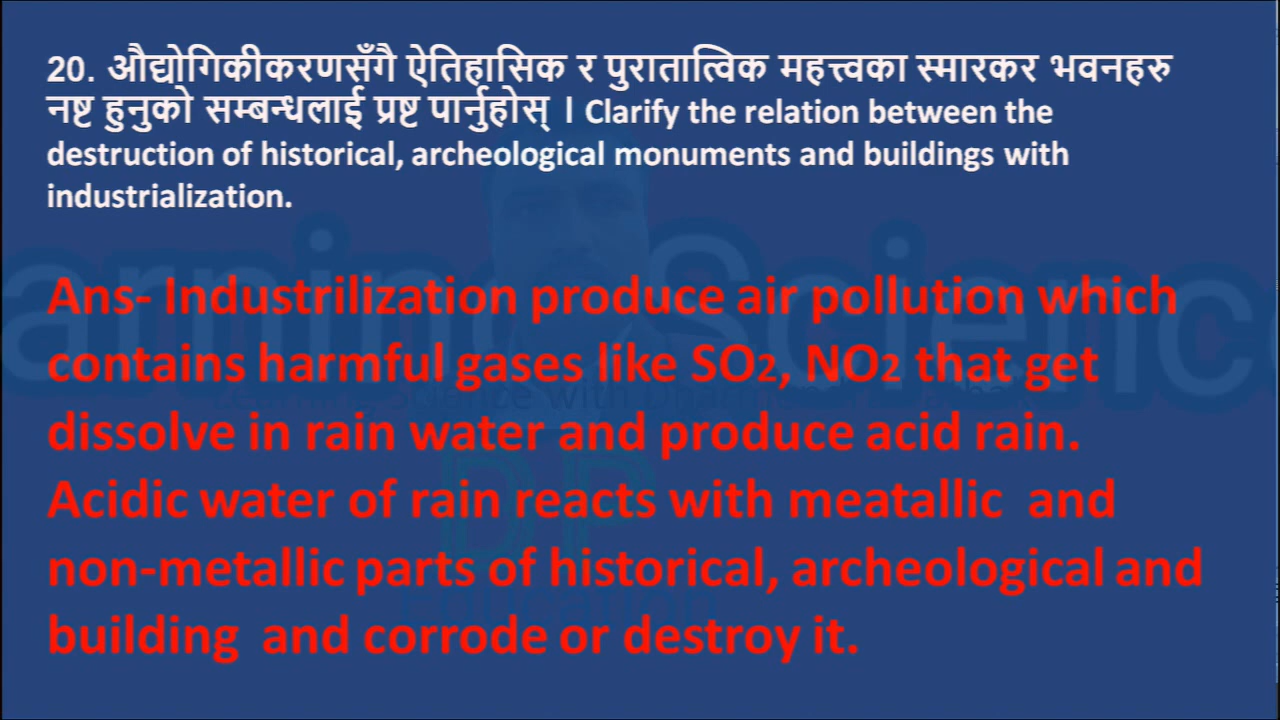 20. औद्योगिकीकरणसँगै ऐतिहासिक र पुरातात्विक महत्त्वका स्मारकर भवनहरु
नष्ट हुनुको सम्बन्धलाई प्रष्ट पार्नुहोस् । Clarify the relation between the
destruction of historical, archeological monuments and buildings with
industrialization.
Ans- Industrilization produce air pollution which
contains harmful gases like SO2, NO2 that get
dissolve in rain water and produce acid rain.
Acidic water of rain reacts with meatallic and
non-metallic parts of historical, archeological and
building and corrode or destroy it.